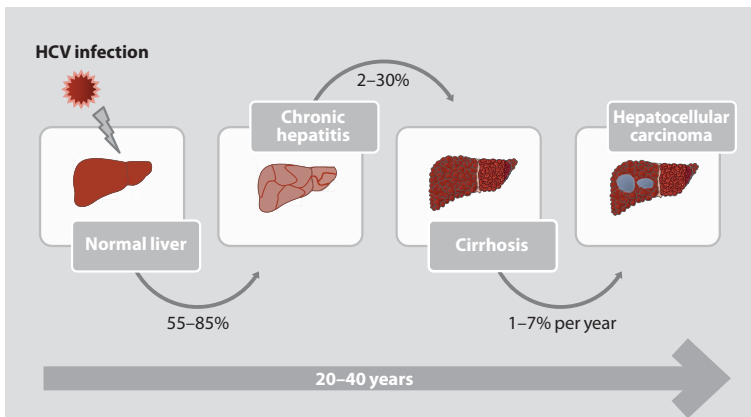 HCV infection
2–30%
Chronic
hepatitis
Hepatocellular
carcinoma
Normal liver
Cirrhosis
55–85%
1–7% per year
20–40 years